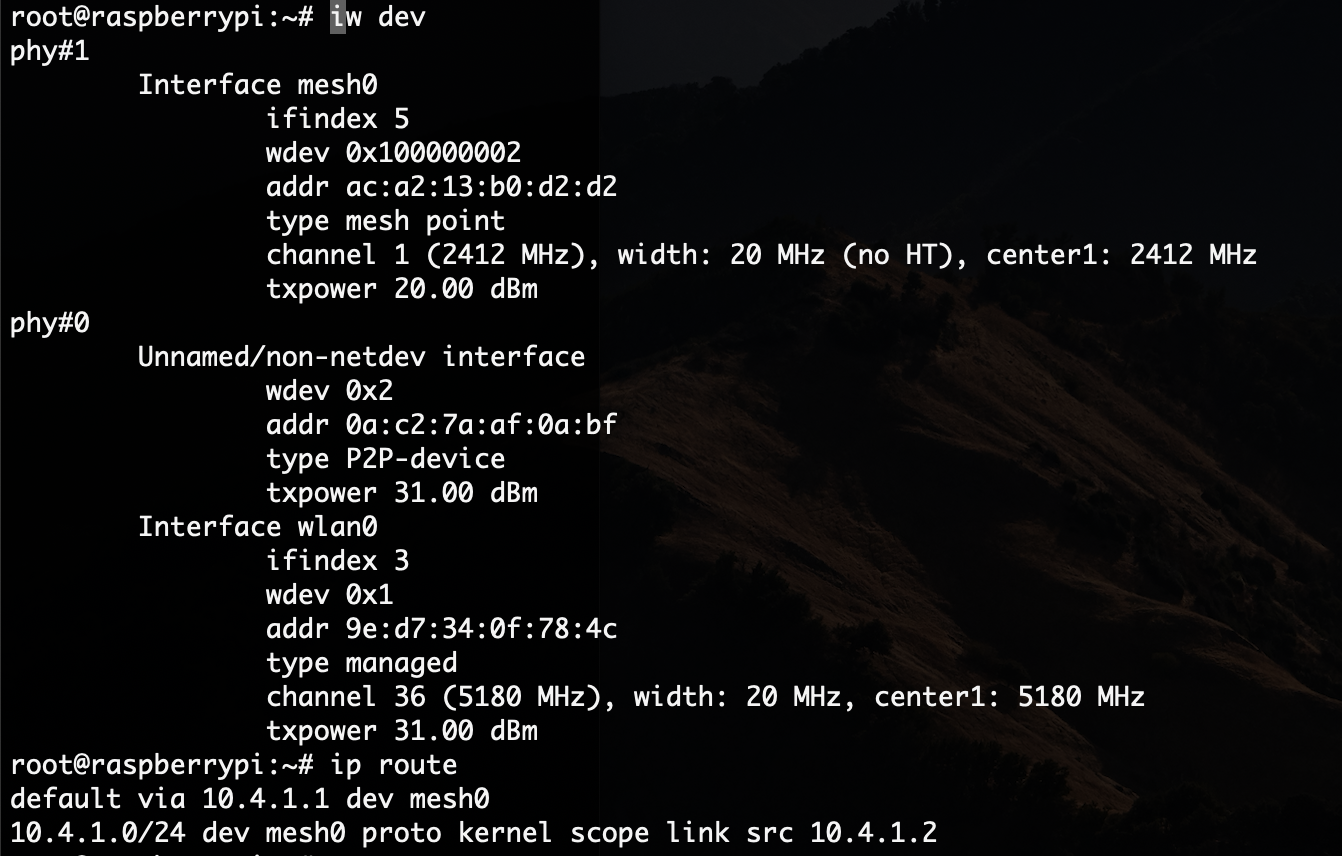 root@raspberrypi:~# iw dev
phy#1
Interface mesh0
ifindex 5
wdev 0x100000002
addr ac:a2:13:b0:d2:d2
type mesh point
channel 1 (2412 MHz), width: 20 MHz (no HT), center1: 2412 MHz
txpower 20.00 dBm
phy#0
Unnamed/non-netdev interface
wdev 0x2
addr 0a:c2:7a:af:0a:bf
type P2P-device
txpower 31.00 dBm
Interface wlan0
ifindex 3
wdev 0x1
addr 9e:d7:34:0f:78:4c
type managed
channel 36 (5180 MHz), width: 20 MHz, center1: 5180 MHz
txpower 31.00 dBm
root@raspberrypi:~# ip route
default via 10.4.1.1 dev mesh0
10.4.1.0/24 dev mesh0 proto kernel scope link src 10.4.1.2